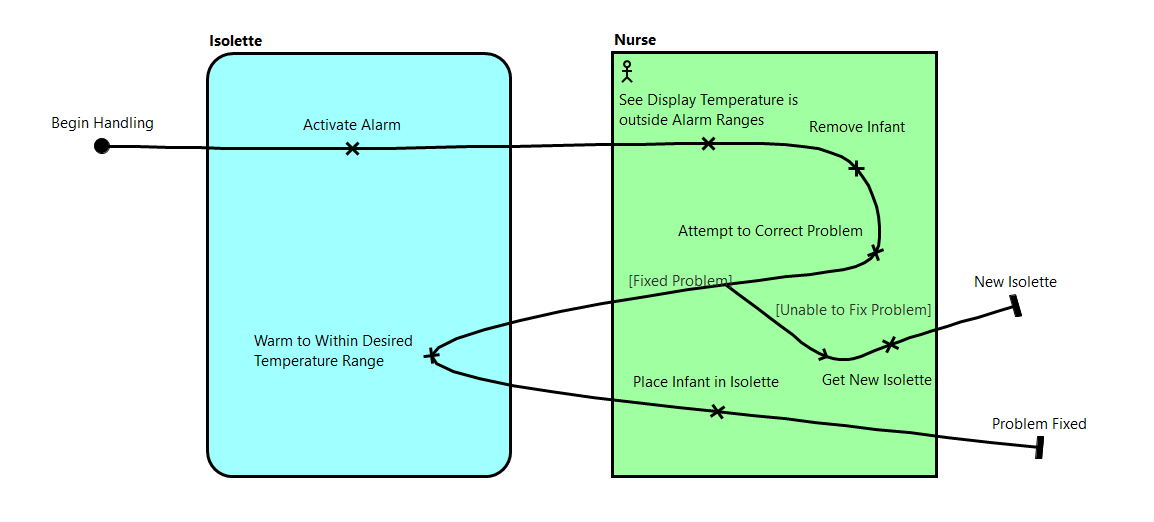 Isolette
Nurse
See Display Temperature is
outside Alarm Ranges
Begin Handling
Activate Alarm
Remove Infant
Attempt to Correct Problem
[Fixed Problem]
New Isolette
[Unable to Fix Problem]
Warm to Within Desired
Temperature Range
Place Infant in Isolette
Get New Isolette
Problem Fixed